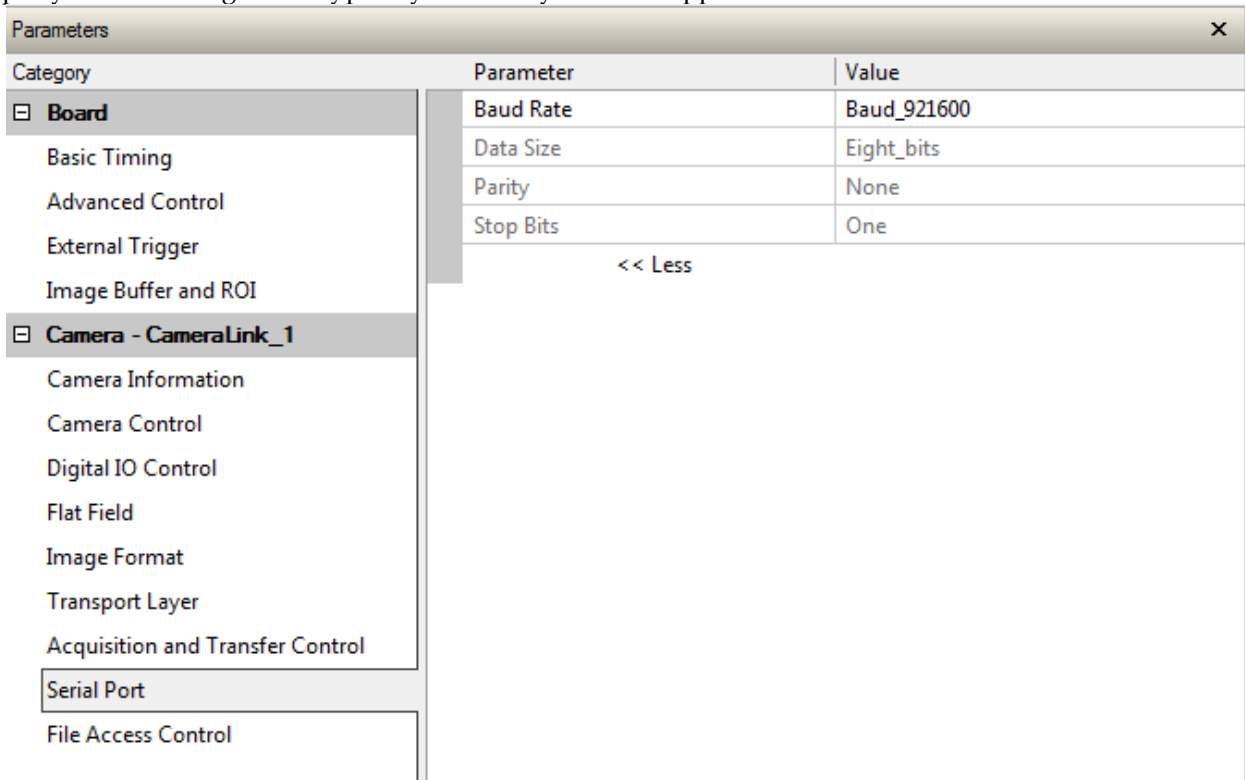 Parameters ×
Category Parameter Value
Board Baud Rate Baud_921600
Basic Timing Data Size Eight_bits
Advanced Control Parity None
External Trigger Stop Bits One
Image Buffer and ROI << Less
Camera - CameraLink_1
Camera Information
Camera Control
Digital IO Control
Flat Field
Image Format
Transport Layer
Acquisition and Transfer Control
Serial Port
File Access Control